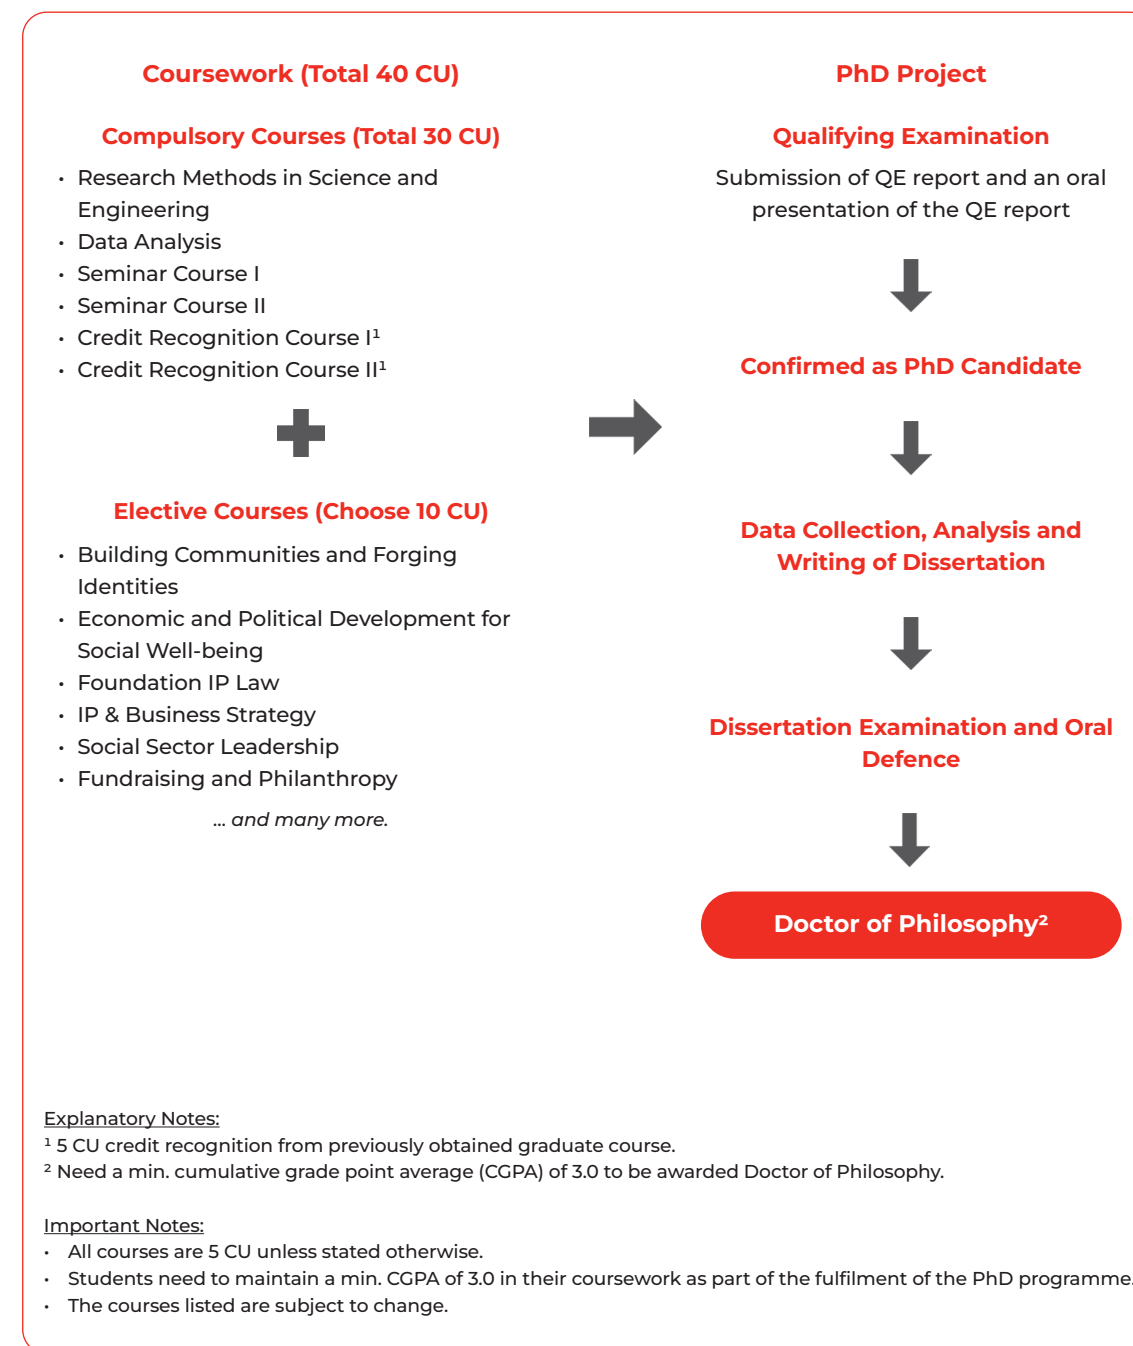 Coursework (Total 40 CU)
Compulsory Courses (Total 30 CU)
• Research Methods in Science and
Engineering
• Data Analysis
• Seminar Course I
• Seminar Course II
• Credit Recognition Course I¹
• Credit Recognition Course II¹
Elective Courses (Choose 10 CU)
• Building Communities and Forging
Identities
• Economic and Political Development for
Social Well-being
• Foundation IP Law
• IP & Business Strategy
• Social Sector Leadership
• Fundraising and Philanthropy
... and many more.
PhD Project
Qualifying Examination
Submission of QE report and an oral
presentation of the QE report
Confirmed as PhD Candidate
Data Collection, Analysis and
Writing of Dissertation
Dissertation Examination and Oral
Defence
Doctor of Philosophy²
Explanatory Notes:
¹ 5 CU credit recognition from previously obtained graduate course.
² Need a min. cumulative grade point average (CGPA) of 3.0 to be awarded Doctor of Philosophy.
Important Notes:
• All courses are 5 CU unless stated otherwise.
• Students need to maintain a min. CGPA of 3.0 in their coursework as part of the fulfilment of the PhD programme.
• The courses listed are subject to change.